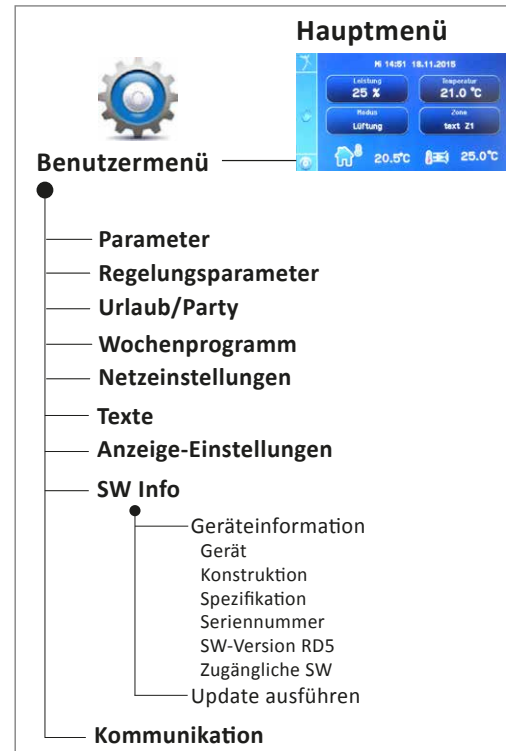 Hauptmenü
Mi 14:51 18.11.2015
Leistung
25 %
Temperatur
21.0 °C
Modus
Lüftung
Zone
text Z1
20.5°C
25.0°C
Benutzermenü
Parameter
Regelungsparameter
Urlaub/Party
Wochenprogramm
Netzeinstellungen
Texte
Anzeige-Einstellungen
SW Info
Geräteinformation
Gerät
Konstruktion
Spezifikation
Seriennummer
SW-Version RD5
Zugängliche SW
Update ausführen
Kommunikation